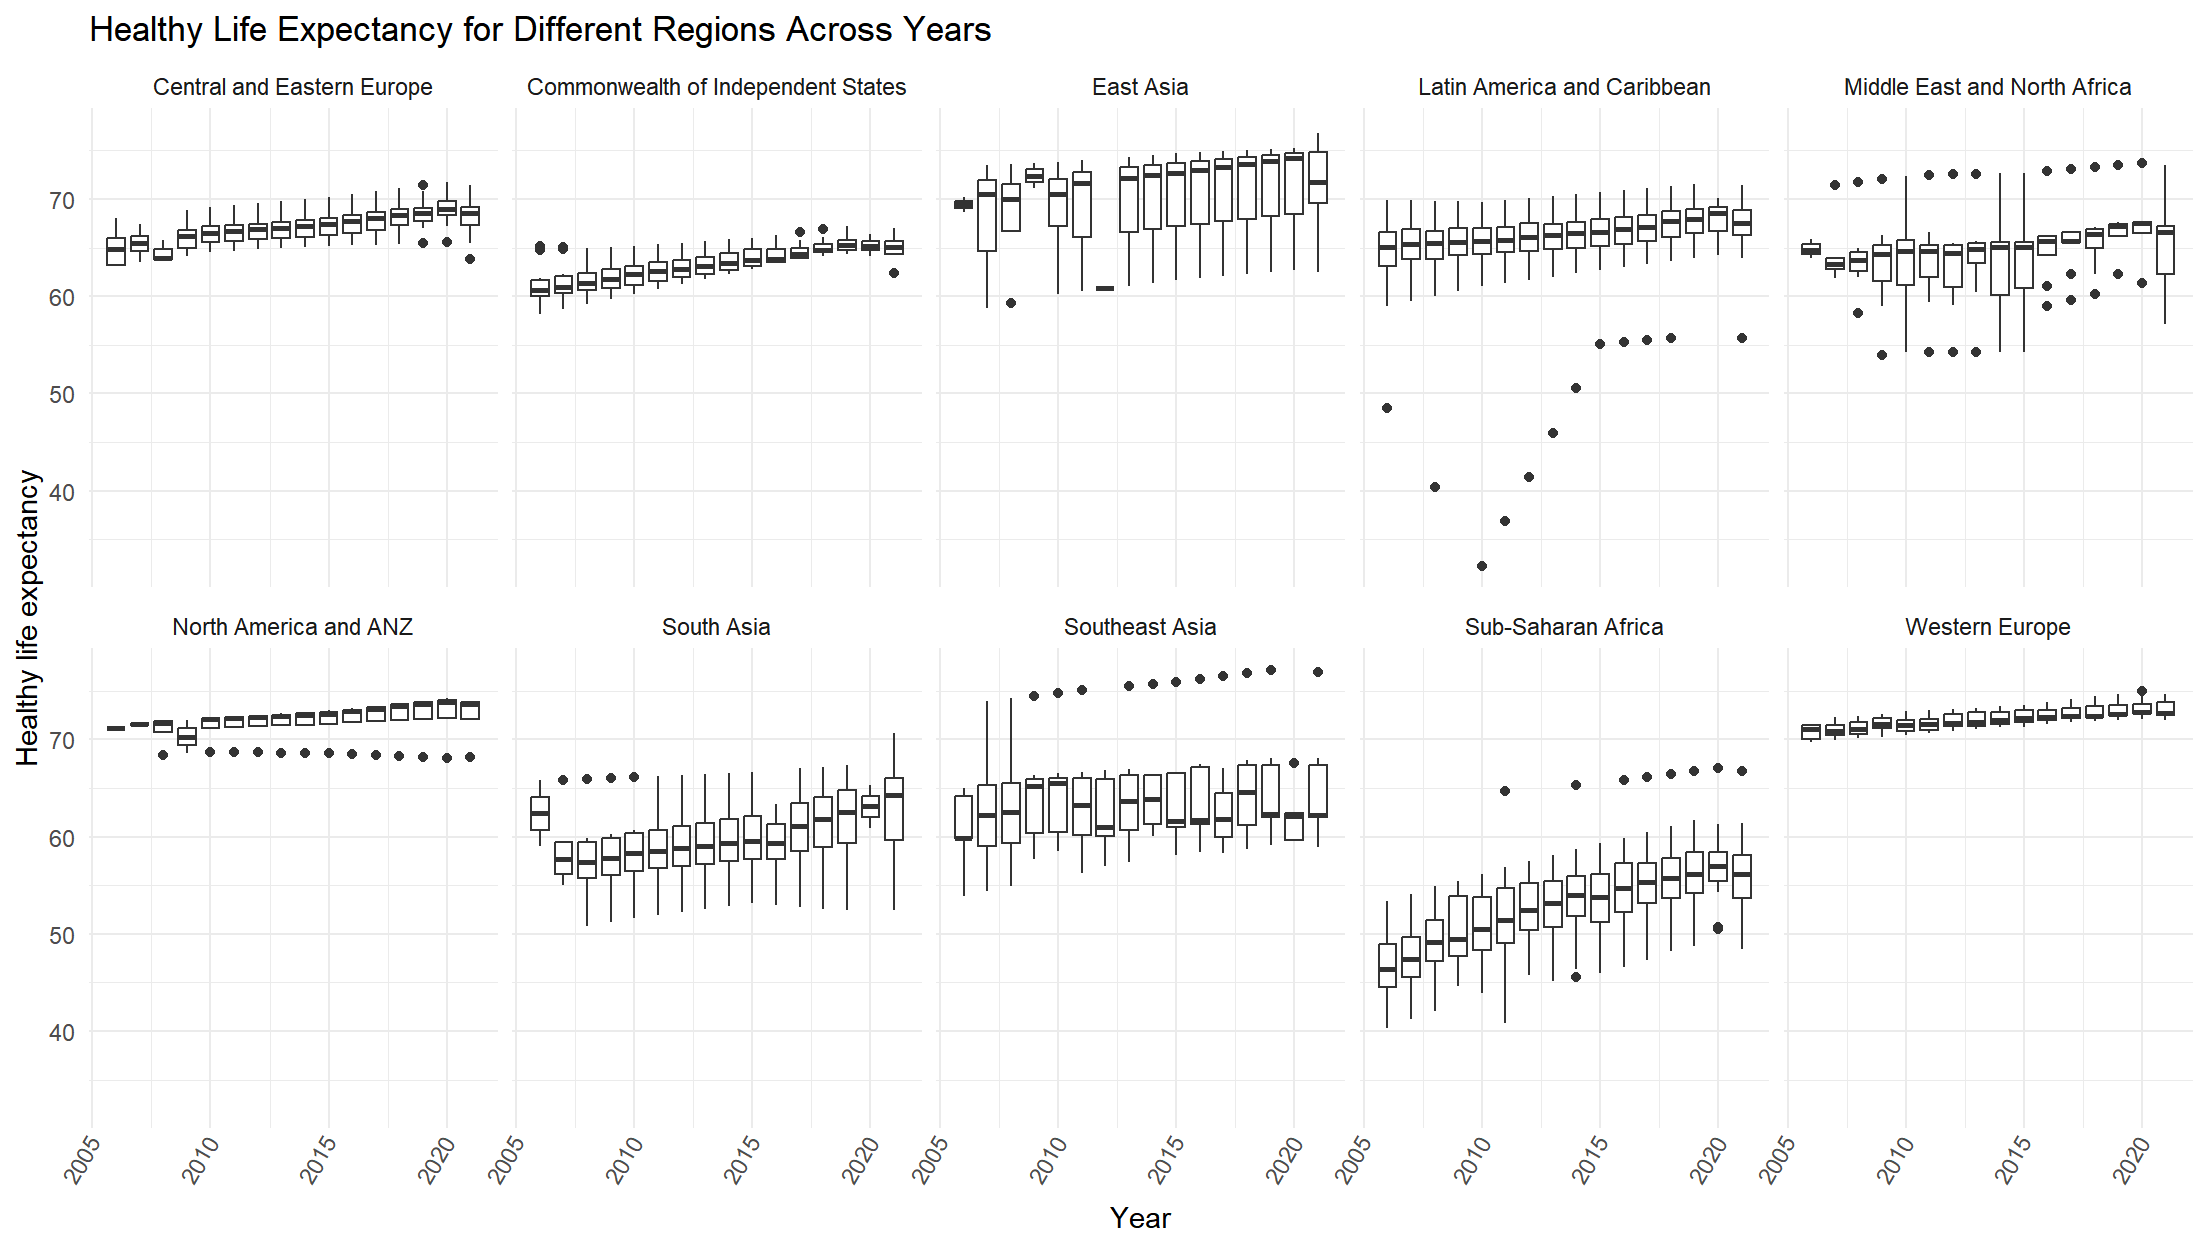 Healthy Life Expectancy for Different Regions Across Years
Central and Eastern Europe
Commonwealth of Independent States
East Asia
Latin America and Caribbean
Middle East and North Africa
70
60
50
40
North America and ANZ
South Asia
Southeast Asia
Sub-Saharan Africa
Western Europe
70
60
50
40
Healthy life expectancy
2005
2010
2015
2020
2005
2010
2015
2020
2005
2010
2015
2020
2005
2010
2015
2020
2005
2010
2015
2020
Year